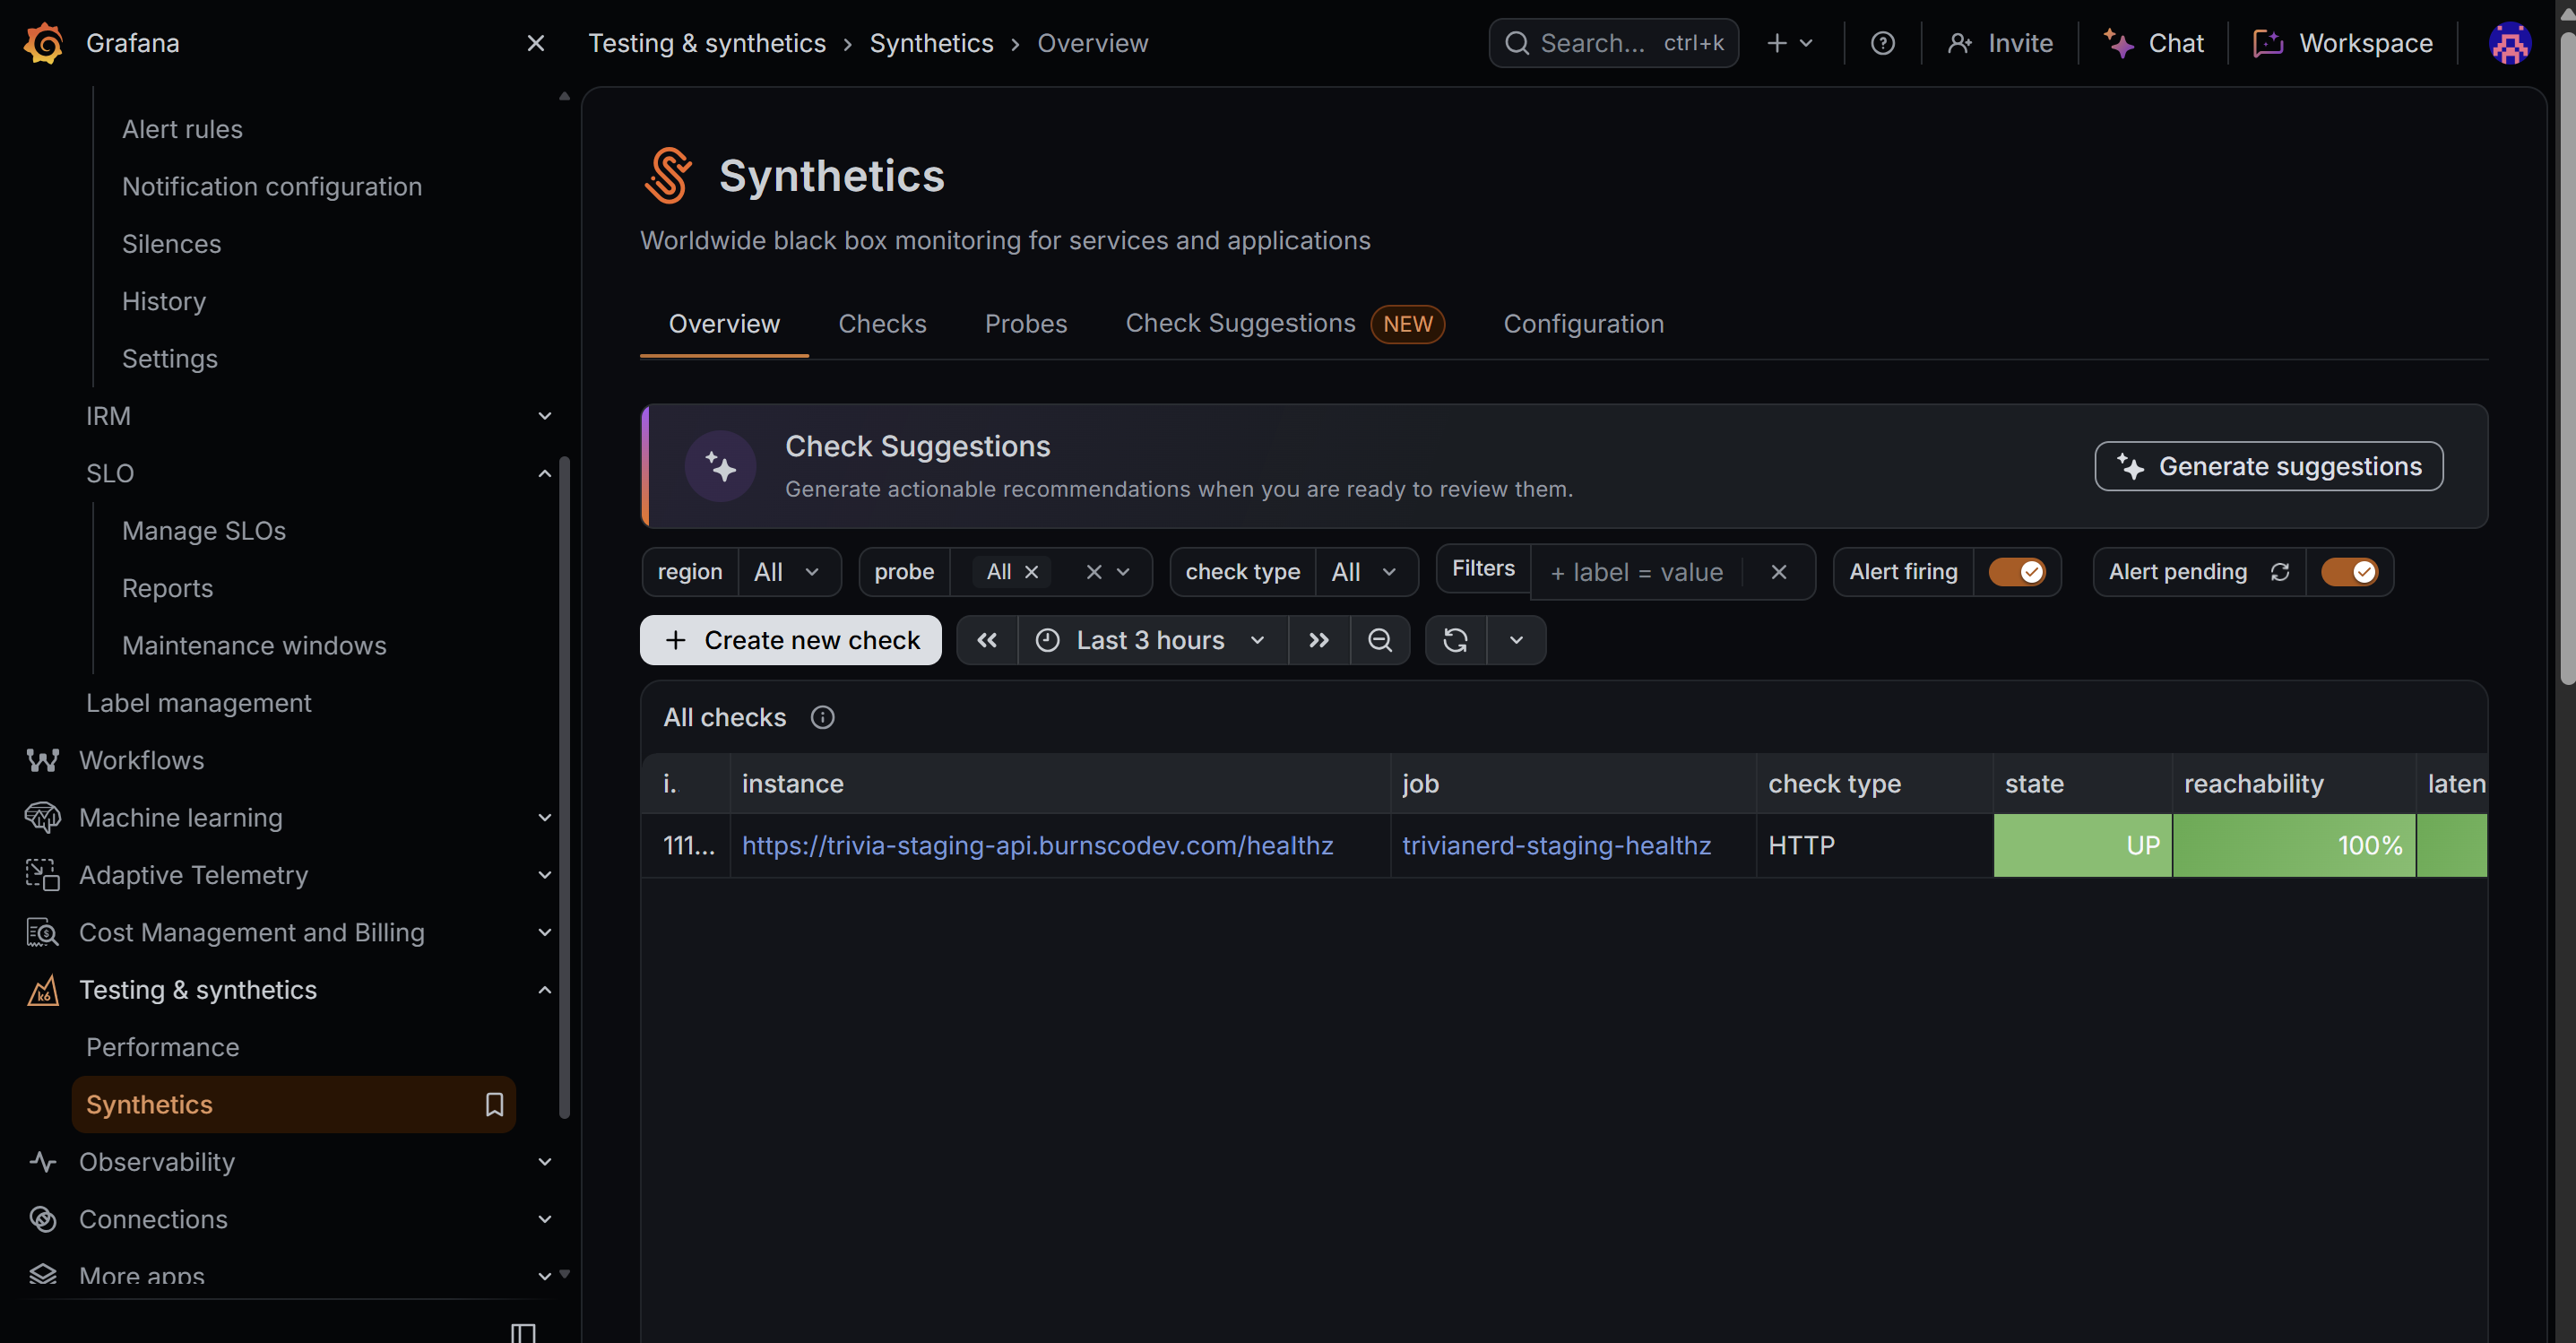 Grafana
Testing & synthetics › Synthetics › Overview
Search... ctrl+k
Invite
Chat
Workspace
Alert rules
Notification configuration
Silences
History
Settings
IRM
SLO
Manage SLOs
Reports
Maintenance windows
Label management
Workflows
Machine learning
Adaptive Telemetry
Cost Management and Billing
k6
Testing & synthetics
Performance
Synthetics
Observability
Connections
More apps
Synthetics
Worldwide black box monitoring for services and applications
Overview Checks Probes Check Suggestions NEW Configuration
Check Suggestions
Generate actionable recommendations when you are ready to review them.
Generate suggestions
region All probe All check type All Filters + label = value Alert firing Alert pending
+ Create new check Last 3 hours
All checks
i. instance job check type state reachability laten
111... https://trivia-staging-api.burnscodev.com/healthz trivianerd-staging-healthz HTTP UP 100%